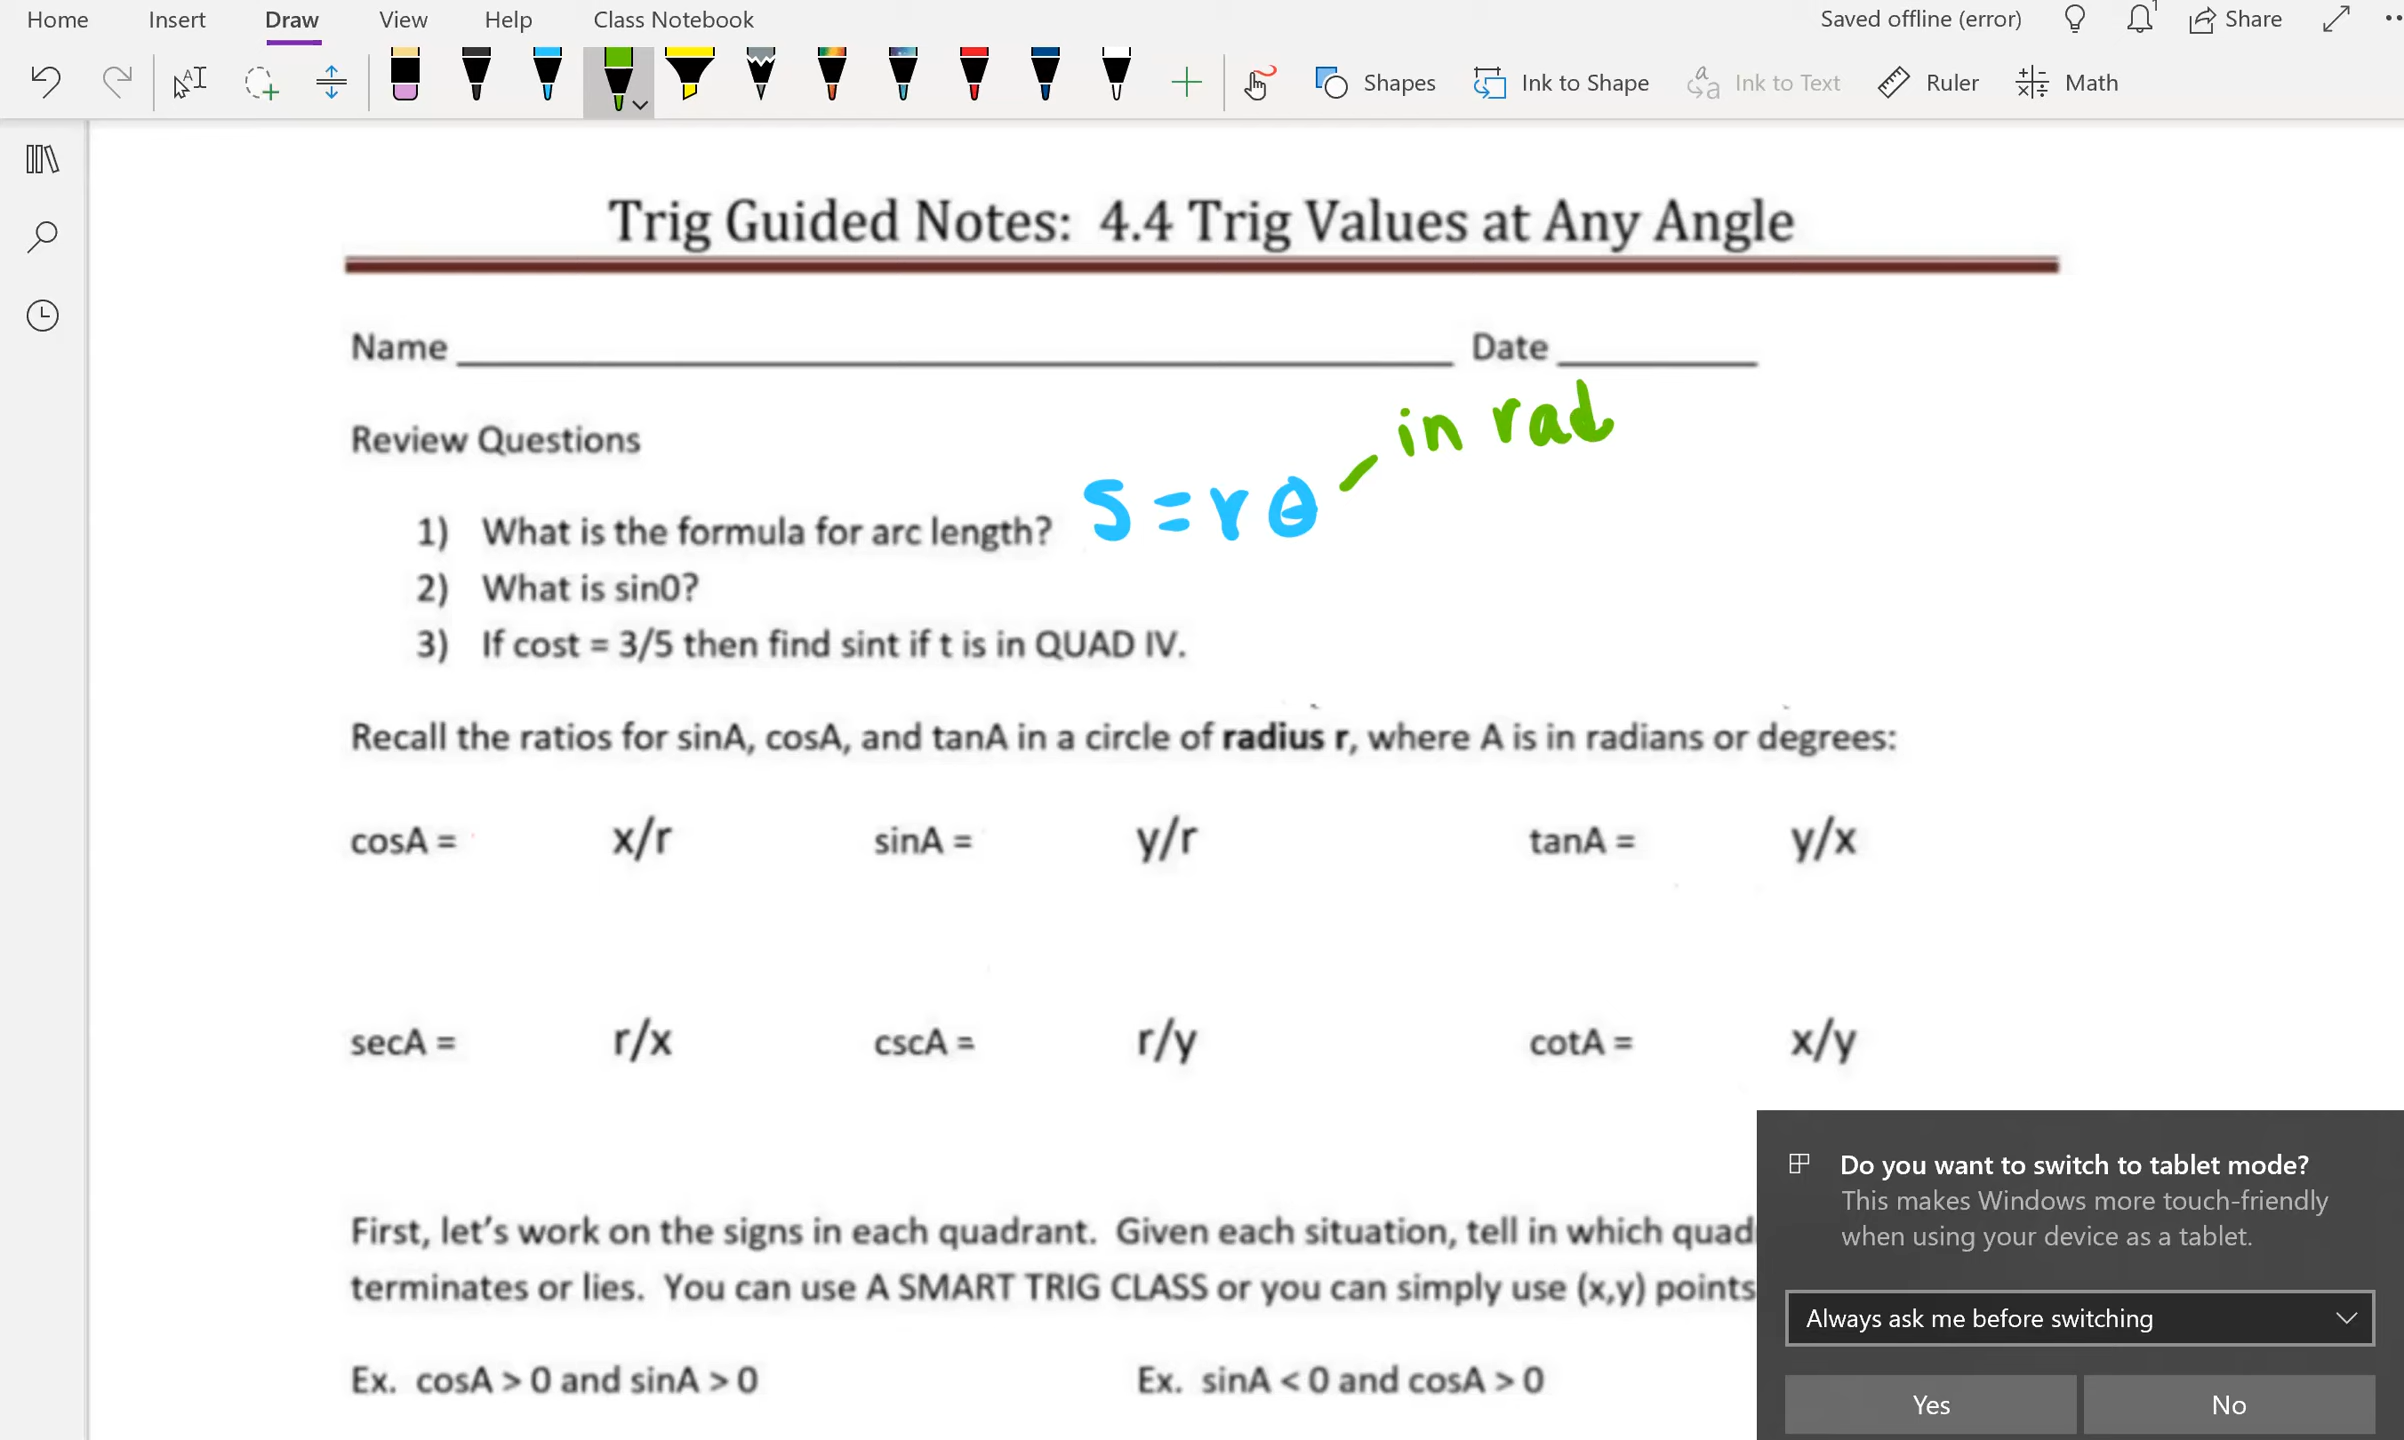 Home Insert Draw View Help Class Notebook Saved offline (error) 1 Share
Shapes Ink to Shape Ink to Text Ruler Math
Trig Guided Notes: 4.4 Trig Values at Any Angle
Name Date
in rad
Review Questions
S = r θ
1) What is the formula for arc length?
2) What is sin0?
3) If cost = 3/5 then find sint if t is in QUAD IV.
Recall the ratios for sinA, cosA, and tanA in a circle of radius r, where A is in radians or degrees:
cosA = x/r sinA = y/r tanA = y/x
secA = r/x cscA = r/y cotA = x/y
First, let's work on the signs in each quadrant. Given each situation, tell in which quad
terminates or lies. You can use A SMART TRIG CLASS or you can simply use (x,y) points
Ex. cosA > 0 and sinA > 0 Ex. sinA < 0 and cosA > 0
Do you want to switch to tablet mode?
This makes Windows more touch-friendly
when using your device as a tablet.
Always ask me before switching
Yes No